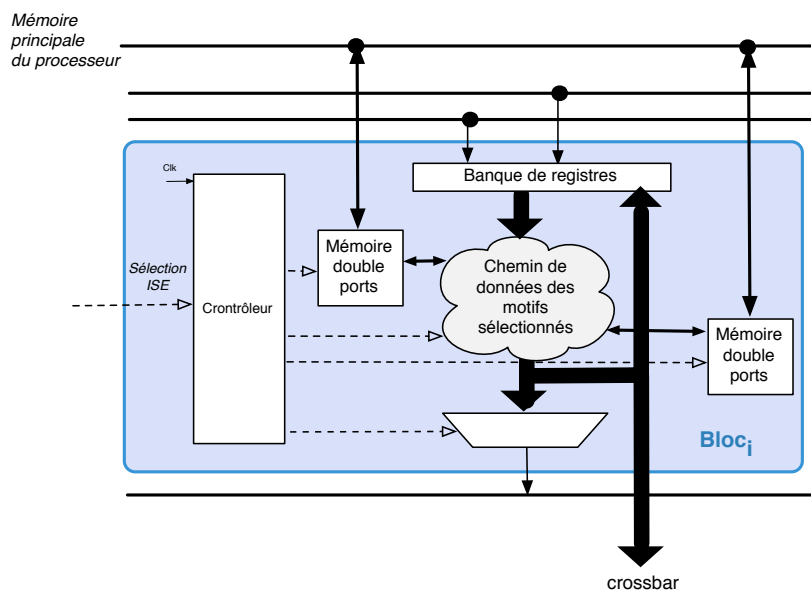 Mémoire
principale
du processeur
Clk
Banque de registres
Sélection
ISE
Crontrôleur
Mémoire
double
ports
Chemin de
données des
motifs
sélectionnés
Mémoire
double
ports
Bloci
crossbar